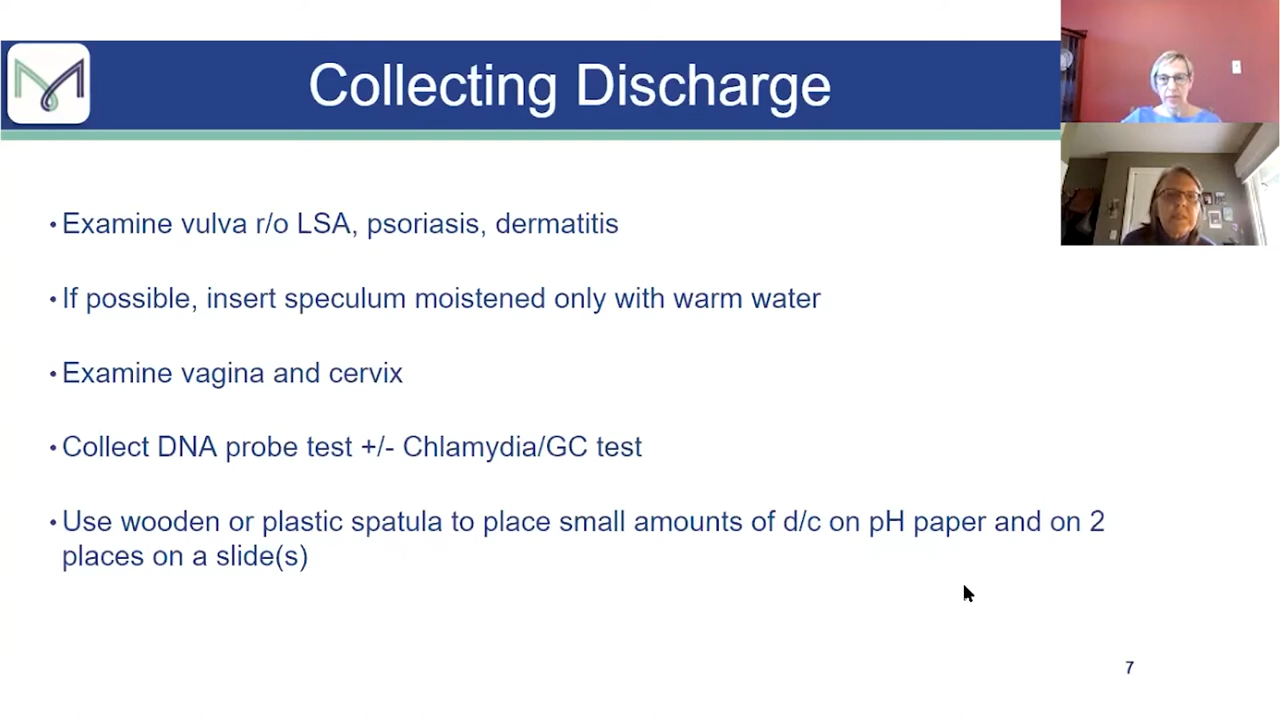 Collecting Discharge
• Examine vulva r/o LSA, psoriasis, dermatitis
• If possible, insert speculum moistened only with warm water
• Examine vagina and cervix
• Collect DNA probe test +/- Chlamydia/GC test
• Use wooden or plastic spatula to place small amounts of d/c on pH paper and on 2
places on a slide(s)
7